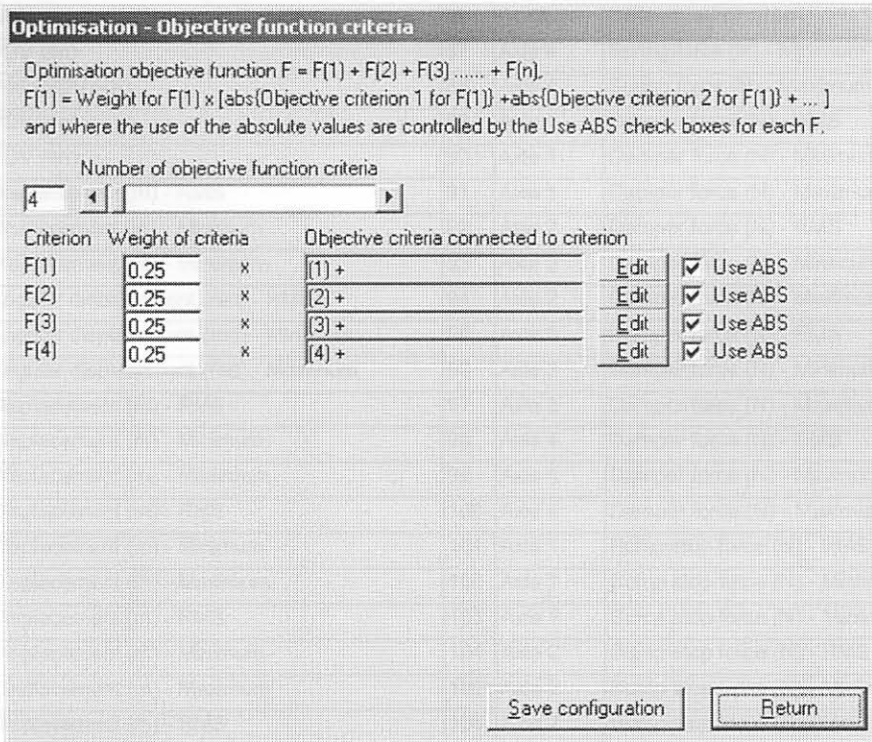 Optimisation - Objective function criteria
Optimisation objective function F = F(1) + F(2) + F(3) ...... + F(n),
F(1) = Weight for F(1) x [abs{Objective criterion 1 for F(1)} +abs{Objective criterion 2 for F(1)} + ... ]
and where the use of the absolute values are controlled by the Use ABS check boxes for each F.
Number of objective function criteria
4
Criterion Weight of criteria Objective criteria connected to criterion
F(1) 0.25 x (1) + Edit Use ABS
F(2) 0.25 x (2) + Edit Use ABS
F(3) 0.25 x (3) + Edit Use ABS
F(4) 0.25 x (4) + Edit Use ABS
Save configuration Return